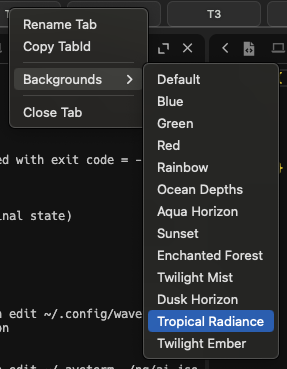 T3
Rename Tab
Copy TabId
Backgrounds
Close Tab
Default
Blue
Green
Red
Rainbow
Ocean Depths
Aqua Horizon
Sunset
Enchanted Forest
Twilight Mist
Dusk Horizon
Tropical Radiance
Twilight Ember
ed with exit code = -
inal state)
edit ~/.config/wave
on